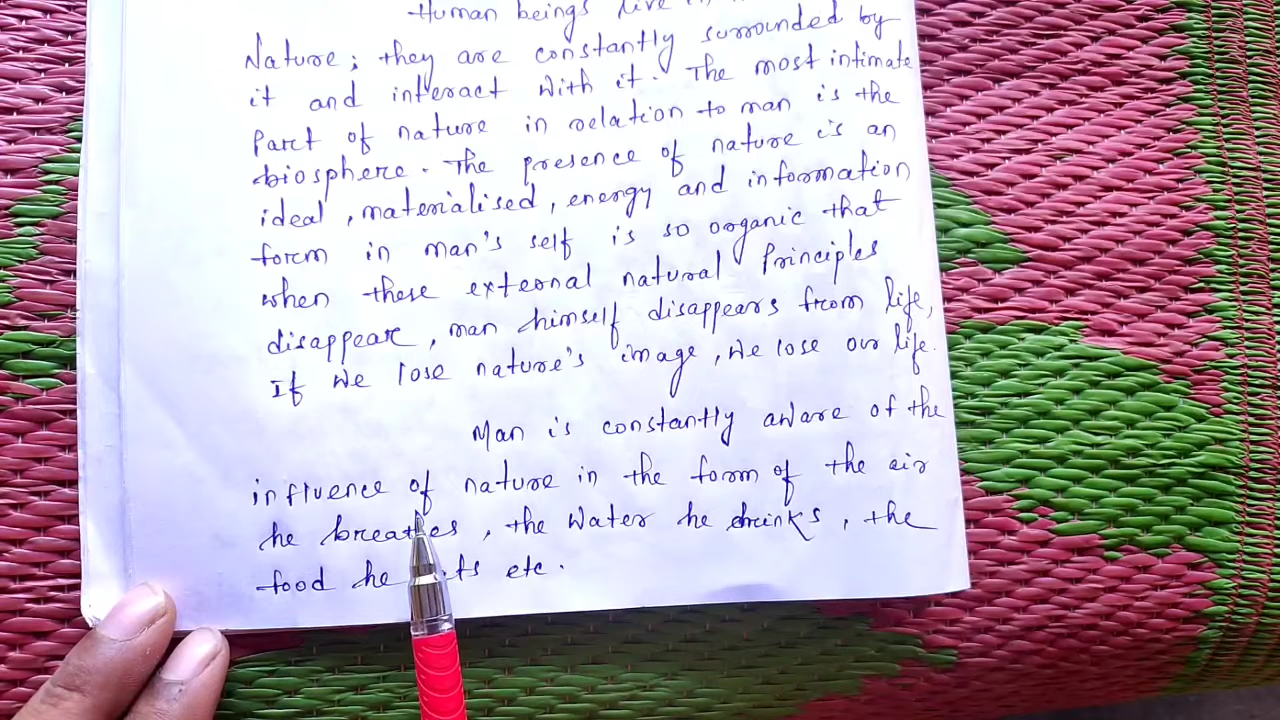 Human beings live
Nature; they are constantly surrounded by
it and interact with it. The most intimate
Part of nature in relation to man is the
biosphere. The presence of nature is an
ideal, materialised, energy and information
form in man's self is so organic that
when these external natural Principles
disappear, man himself disappears from life,
If we lose nature's image, we lose our life.
Man is constantly aware of the
influence of nature in the form of the air
he breathes, the water he drinks, the
food he etc.